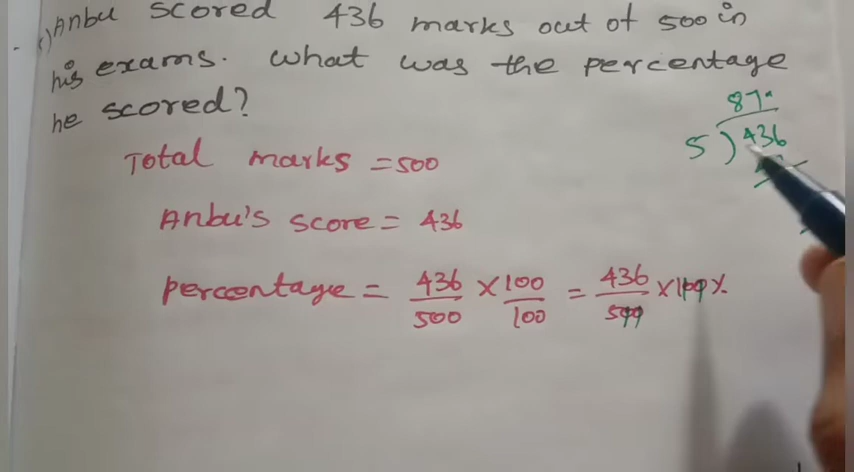 Anbu scored 436 marks out of 500 in
his exams. What was the percentage
he scored?
87.
5 ) 436
Total marks = 500
Anbu's score = 436
percentage = 436/500 × 100/100 = 436/500 × 100 %.